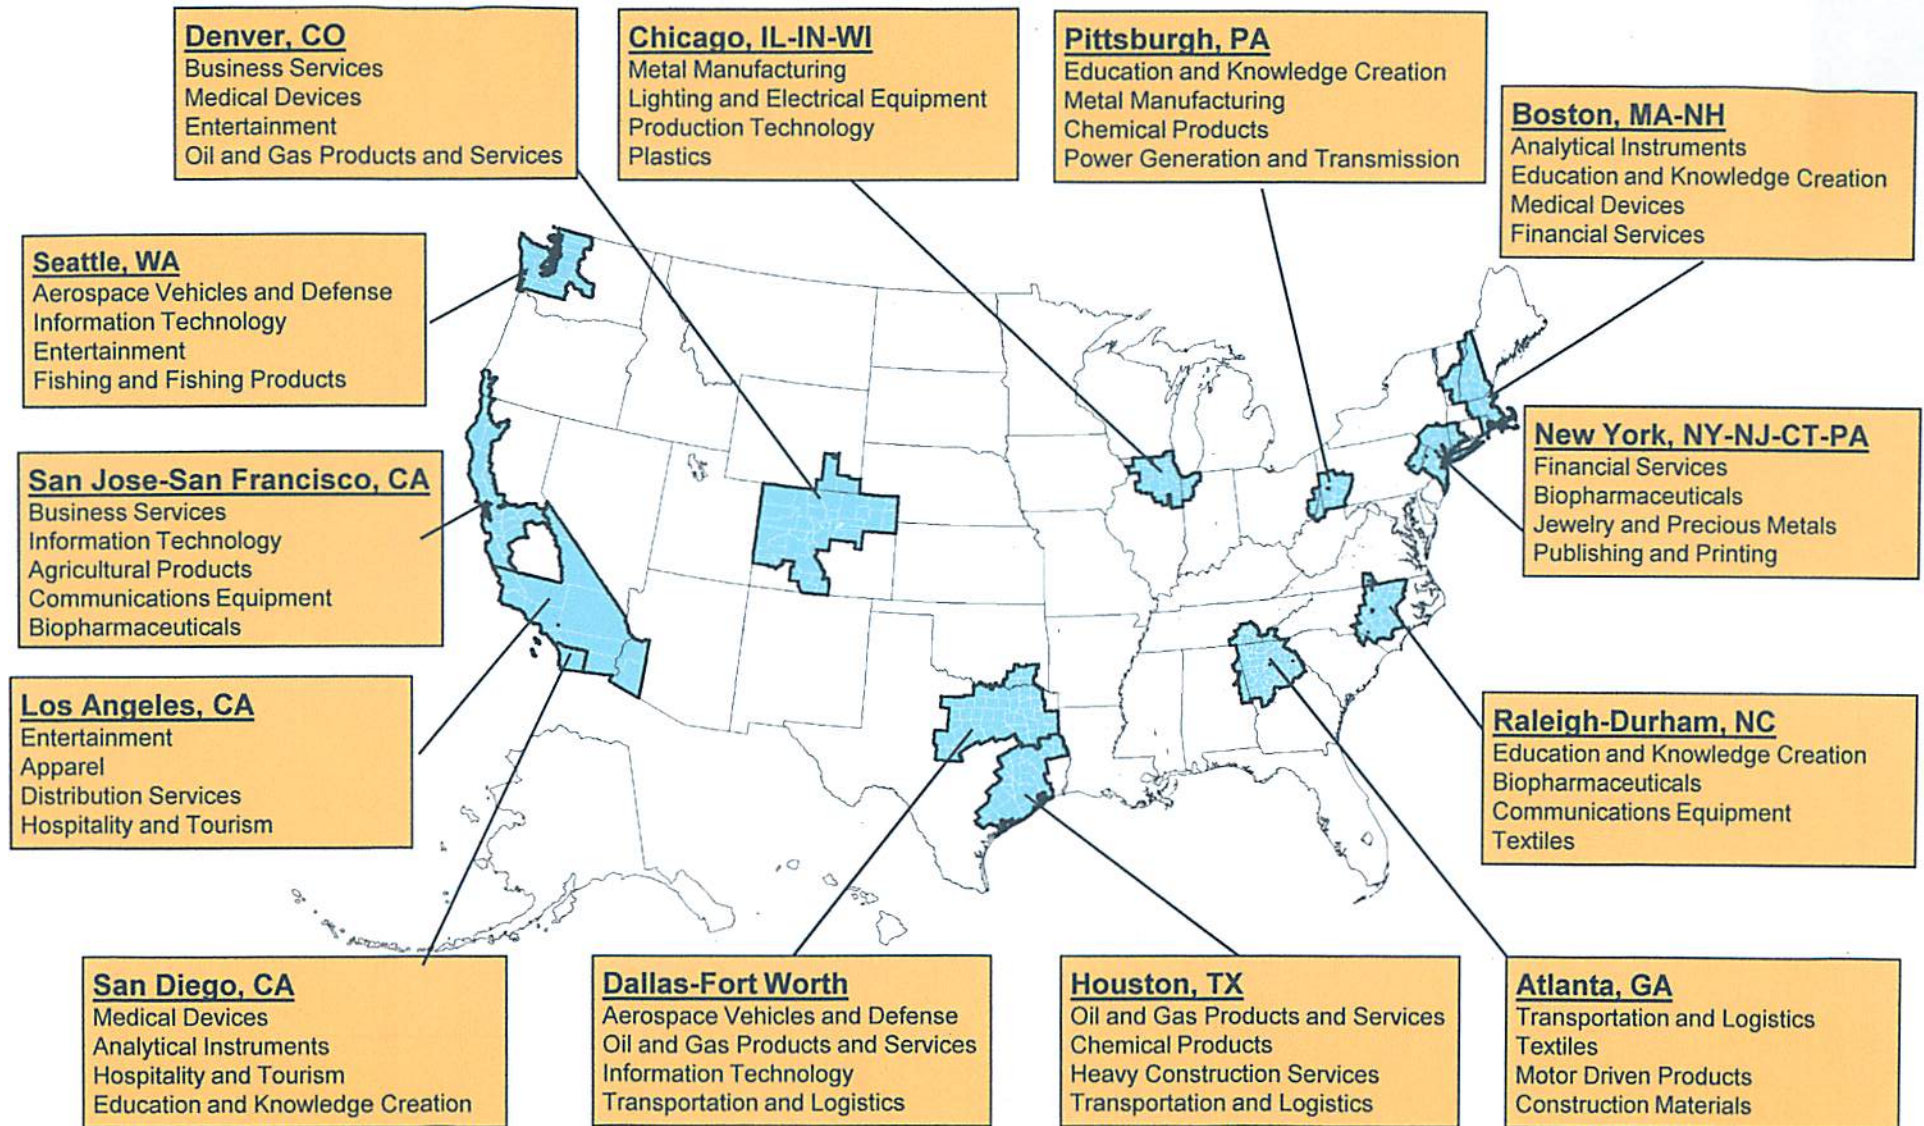 Denver, CO
Business Services
Medical Devices
Entertainment
Oil and Gas Products and Services
Chicago, IL-IN-WI
Metal Manufacturing
Lighting and Electrical Equipment
Production Technology
Plastics
Pittsburgh, PA
Education and Knowledge Creation
Metal Manufacturing
Chemical Products
Power Generation and Transmission
Boston, MA-NH
Analytical Instruments
Education and Knowledge Creation
Medical Devices
Financial Services
Seattle, WA
Aerospace Vehicles and Defense
Information Technology
Entertainment
Fishing and Fishing Products
San Jose-San Francisco, CA
Business Services
Information Technology
Agricultural Products
Communications Equipment
Biopharmaceuticals
New York, NY-NJ-CT-PA
Financial Services
Biopharmaceuticals
Jewelry and Precious Metals
Publishing and Printing
Los Angeles, CA
Entertainment
Apparel
Distribution Services
Hospitality and Tourism
Raleigh-Durham, NC
Education and Knowledge Creation
Biopharmaceuticals
Communications Equipment
Textiles
San Diego, CA
Medical Devices
Analytical Instruments
Hospitality and Tourism
Education and Knowledge Creation
Dallas-Fort Worth
Aerospace Vehicles and Defense
Oil and Gas Products and Services
Information Technology
Transportation and Logistics
Houston, TX
Oil and Gas Products and Services
Chemical Products
Heavy Construction Services
Transportation and Logistics
Atlanta, GA
Transportation and Logistics
Textiles
Motor Driven Products
Construction Materials